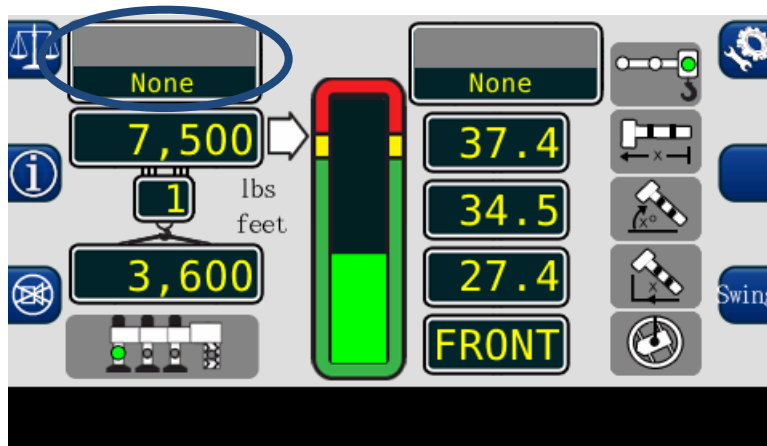 None
7,500
1
lbs
feet
3,600
None
37.4
34.5
27.4
FRONT
x
x°
x
Swing